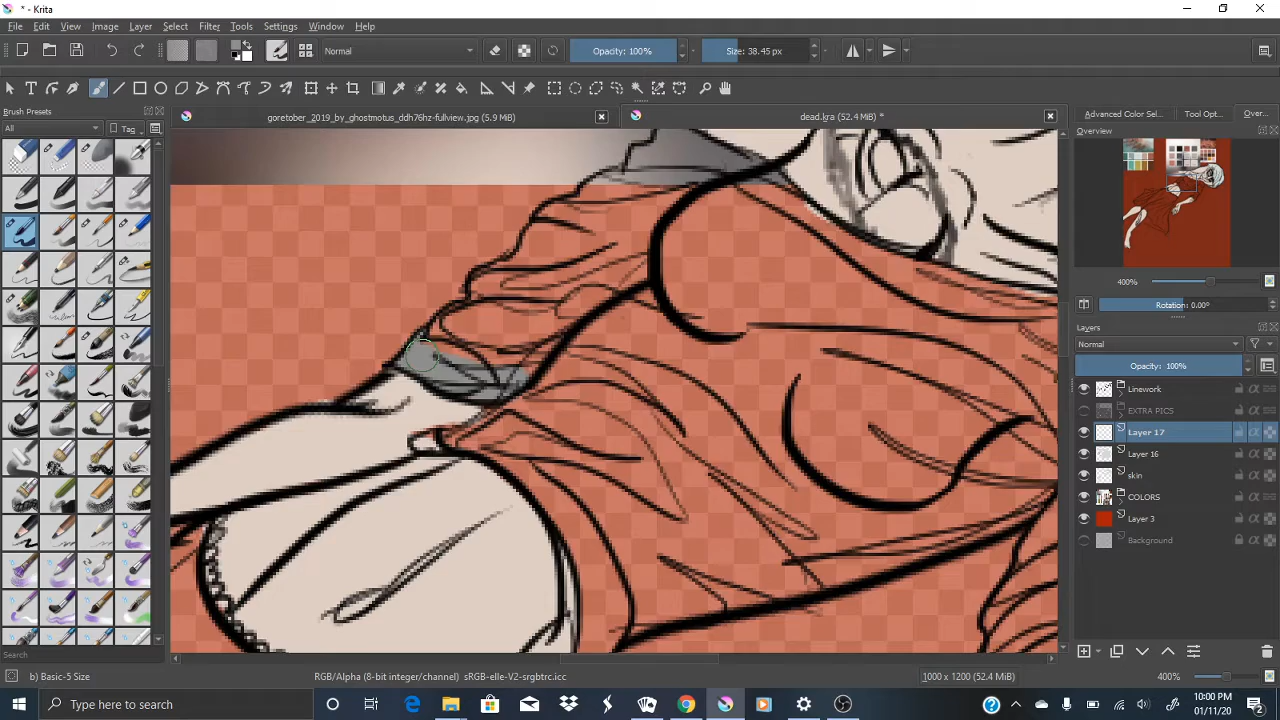 * - Krita
File Edit View Image Layer Select Filter Tools Settings Window Help
Normal Opacity: 100% Size: 38.45 px
Brush Presets
goretober_2019_by_ghostmotus_ddh76hz-fullview.jpg (5.9 MiB)
dead.kra (52.4 MiB) *
Advanced Color Sel... Tool Opt... Over...
All Tag
Overview
400%
Rotation: 0.00°
Layers
Normal
Opacity: 100%
Linework
EXTRA PICS
Layer 17
Layer 16
skin
COLORS
Layer 3
Background
Search
b) Basic-5 Size RGB/Alpha (8-bit integer/channel) sRGB-elle-V2-srgbtrc.icc 1000 x 1200 (52.4 MiB) 400%
Type here to search
10:00 PM
01/11/20
2